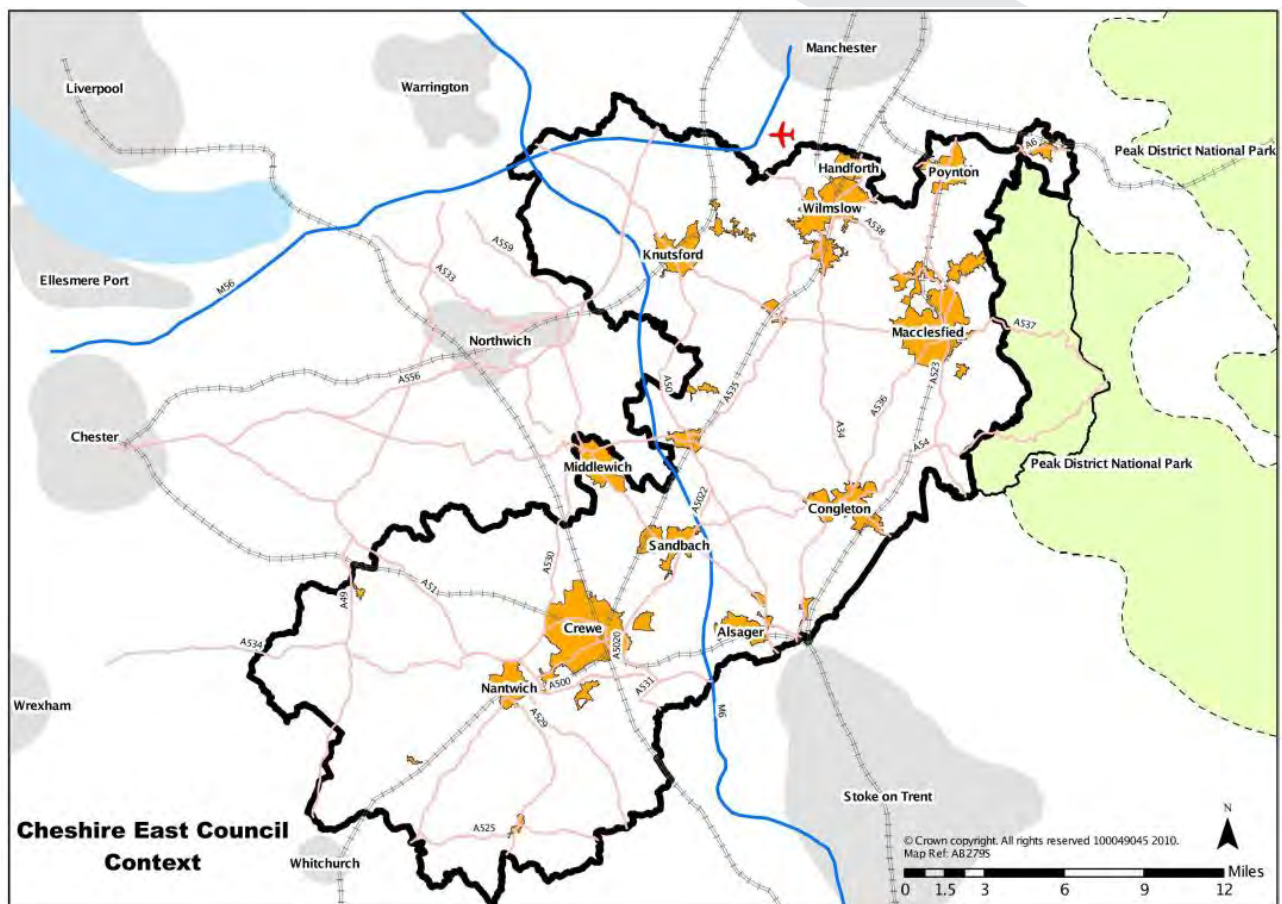 Manchester
Liverpool
Warrington
A6
Peak District National Park
Handforth
Poynton
Wilmslow
A538
A559
Knutsford
A533
Ellesmere Port
M56
Northwich
Macclesfied
A537
A556
A50
A535
A523
A536
A34
Chester
A54
Middlewich
Peak District National Park
A5022
Congleton
Sandbach
A530
A51
A49
Crewe
Alsager
A5020
A534
A500
A531
Nantwich
Wrexham
A529
M6
Stoke on Trent
A525
Cheshire East Council
Context
Whitchurch
N
© Crown copyright. All rights reserved 100049045 2010.
Map Ref: AB279S
Miles
0 1.5 3 6 9 12